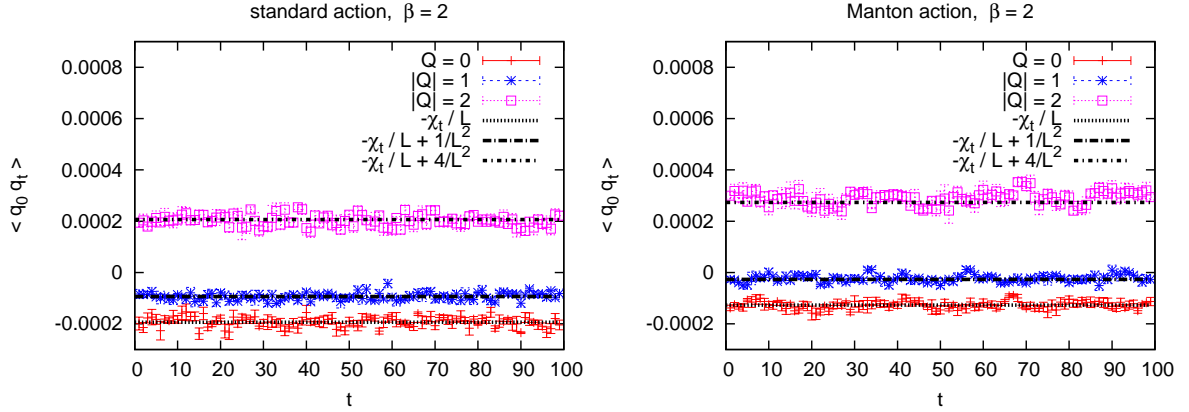 standard action, β = 2
0.0008
0.0006
0.0004
0.0002
0
-0.0002
< q₀ qₜ >
0 10 20 30 40 50 60 70 80 90 100
t
Q = 0
|Q| = 1
|Q| = 2
-χₜ / L
-χₜ / L + 1/L²
-χₜ / L + 4/L²
Manton action, β = 2
0.0008
0.0006
0.0004
0.0002
0
-0.0002
< q₀ qₜ >
0 10 20 30 40 50 60 70 80 90 100
t
Q = 0
|Q| = 1
|Q| = 2
-χₜ / L
-χₜ / L + 1/L²
-χₜ / L + 4/L²